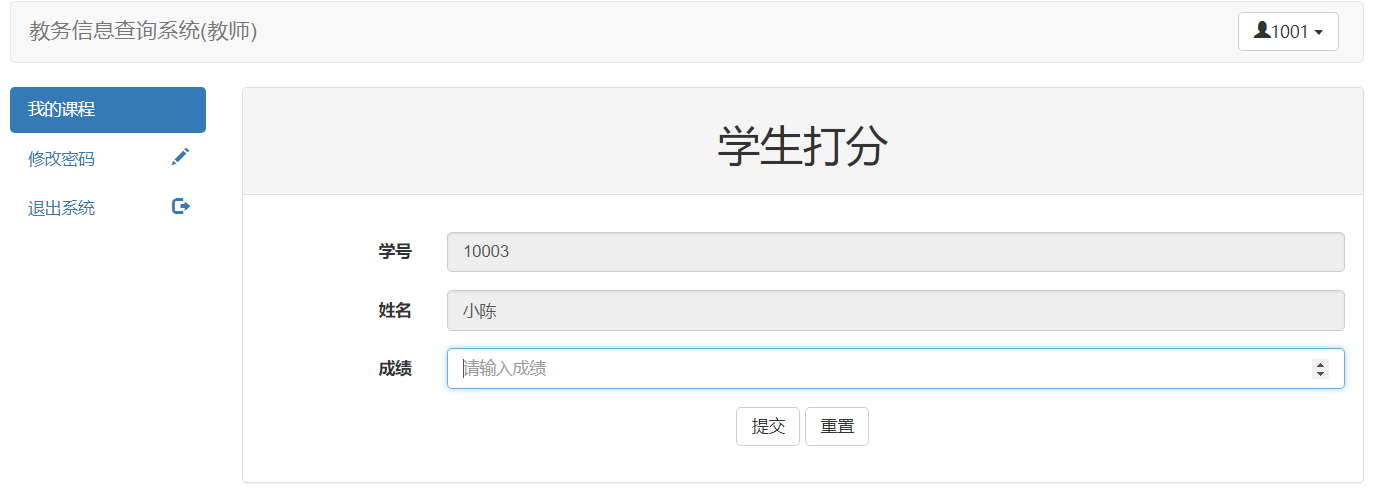 教务信息查询系统(教师)
1001
我的课程
修改密码
退出系统
学生打分
学号 10003
姓名 小陈
成绩 请输入成绩
提交 重置